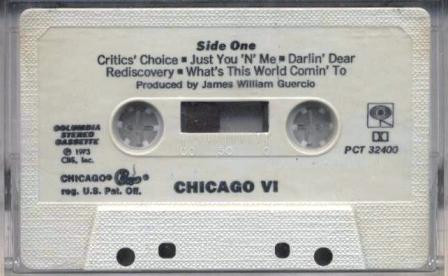 Side One
Critics' Choice ■ Just You 'N' Me ■ Darlin' Dear
Rediscovery ■ What's This World Comin' To
Produced by James William Guercio
COLUMBIA
STEREO
CASSETTE
℗ 1973
CBS, Inc.
PCT 32400
CHICAGO® Chicago®
reg. U.S. Pat. Off.
CHICAGO VI